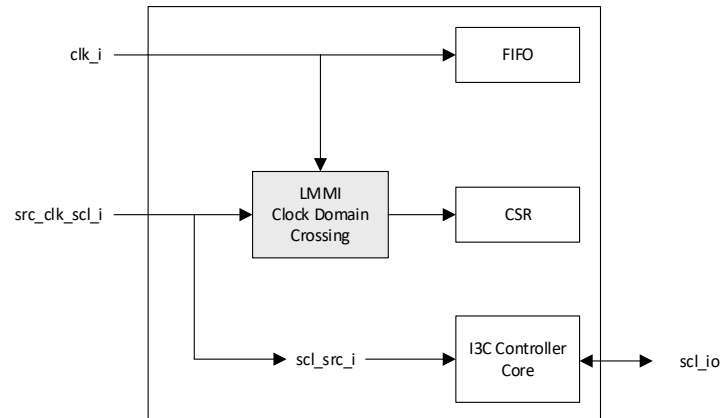 clk_i
FIFO
LMMI
Clock Domain
Crossing
src_clk_scl_i
CSR
scl_src_i
I3C Controller
Core
scl_io